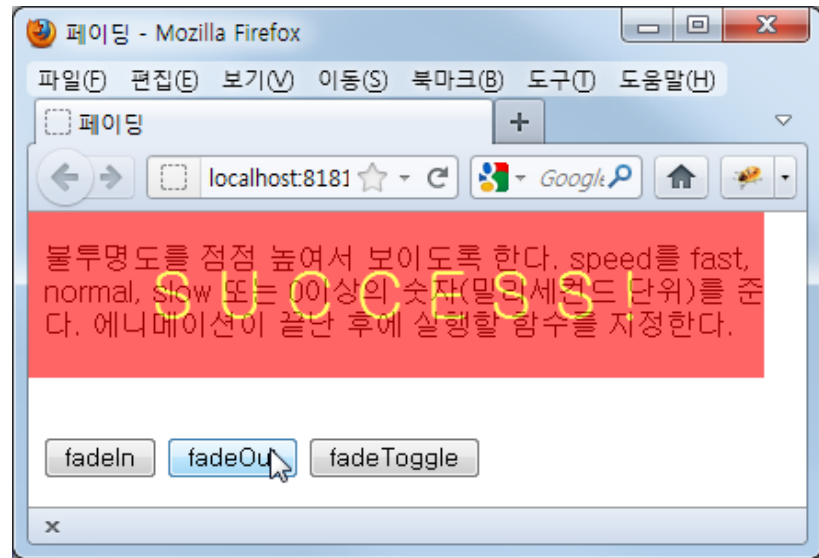 페이딩 - Mozilla Firefox
파일(F) 편집(E) 보기(V) 이동(S) 북마크(B) 도구(T) 도움말(H)
페이딩
localhost:8181 Google
불투명도를 점점 높여서 보이도록 한다. speed를 fast,
normal, slow 또는 0이상의 숫자(밀리세컨드 단위)를 준
다. 에니메이션이 끝난 후에 실행할 함수를 지정한다.
S U C C E S S !
fadeIn fadeOut fadeToggle